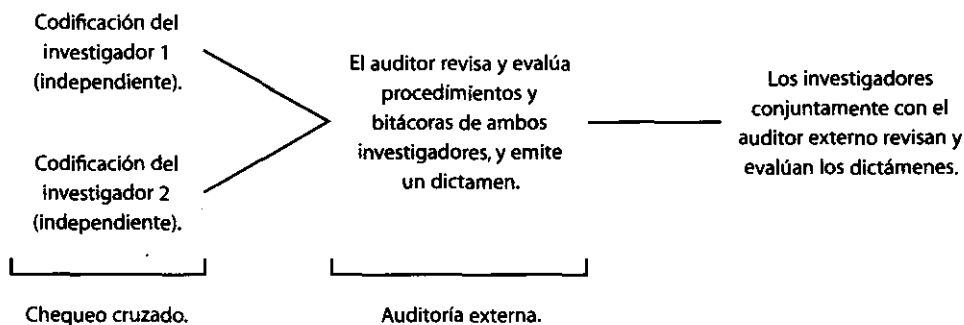 Codificación del
investigador 1
(independiente).
Codificación del
investigador 2
(independiente).
Chequeo cruzado.
El auditor revisa y evalúa
procedimientos y
bitácoras de ambos
investigadores, y emite
un dictamen.
Auditoría externa.
Los investigadores
conjuntamente con el
auditor externo revisan y
evalúan los dictámenes.